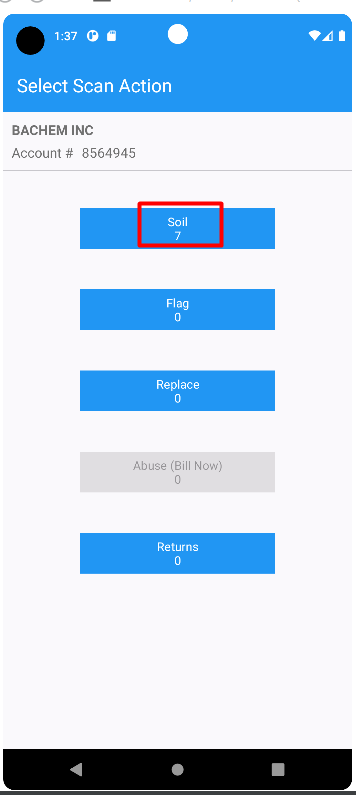 1:37
Select Scan Action
BACHEM INC
Account # 8564945
Soil
7
Flag
0
Replace
0
Abuse (Bill Now)
0
Returns
0